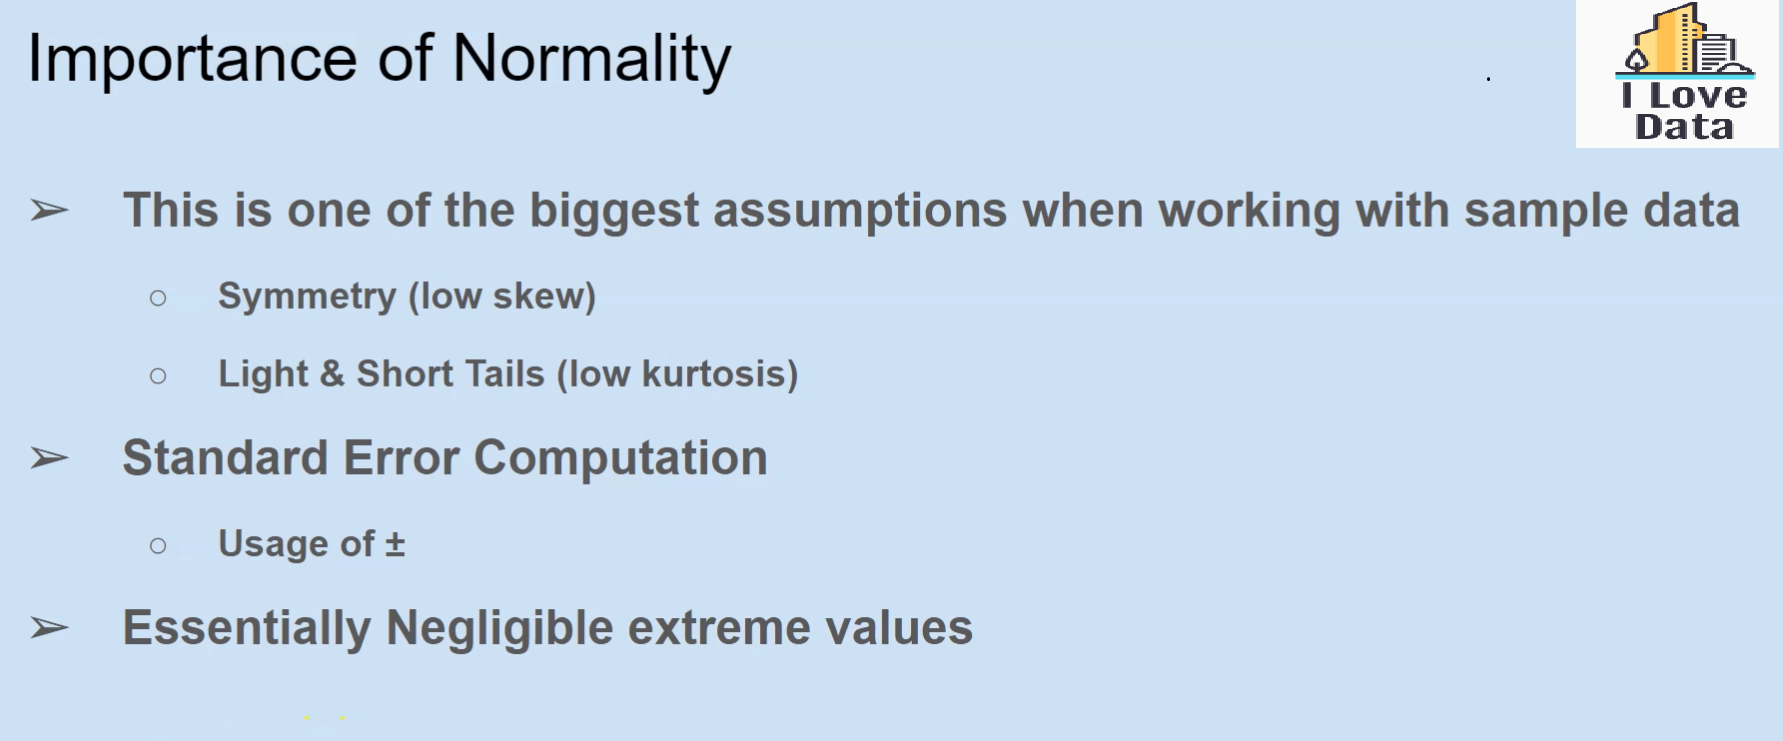 Importance of Normality
I Love
Data
➢ This is one of the biggest assumptions when working with sample data
○ Symmetry (low skew)
○ Light & Short Tails (low kurtosis)
➢ Standard Error Computation
○ Usage of ±
➢ Essentially Negligible extreme values